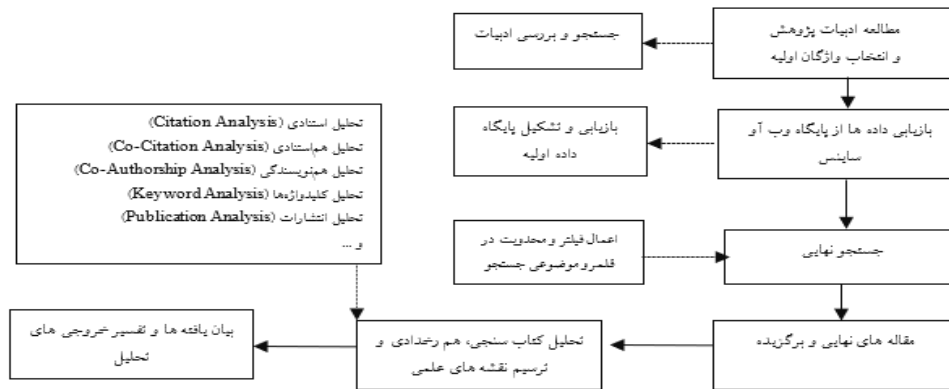 مطالعه ادبیات پژوهش
و انتخاب واژگان اولیه
جستجو و بررسی ادبیات
بازیابی داده ها از پایگاه وب آو
ساینس
بازیابی و تشکیل پایگاه
داده اولیه
تحلیل استنادی (Citation Analysis)
تحلیل هم‌استنادی (Co-Citation Analysis)
تحلیل هم‌نویسندگی (Co-Authorship Analysis)
تحلیل کلیدواژه‌ها (Keyword Analysis)
تحلیل انتشارات (Publication Analysis)
و ...
جستجو نهایی
اعمال فیلتر و محدویت در
قلمرو موضوعی جستجو
مقاله های نهایی و برگزیده
تحلیل کتاب سنجی، هم رخدادی و
ترسیم نقشه های علمی
بیان یافته ها و تفسیر خروجی های
تحلیل